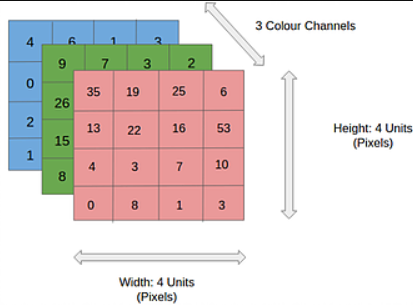 3 Colour Channels
4 6 1 3
9 7 3 2
0
35 19 25 6
26
13 22 16 53
2
15
4 3 7 10
1
8
0 8 1 3
Height: 4 Units
(Pixels)
Width: 4 Units
(Pixels)